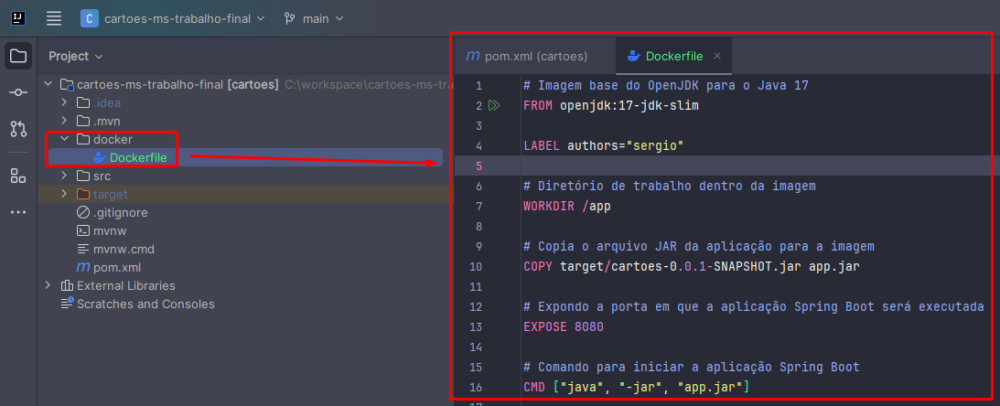 IJ
C cartoes-ms-trabalho-final main
Project
pom.xml (cartoes) Dockerfile
cartoes-ms-trabalho-final [cartoes] C:\workspace\cartoes-ms-tra
.idea
.mvn
docker
Dockerfile
src
target
.gitignore
mvnw
mvnw.cmd
pom.xml
External Libraries
Scratches and Consoles
1 # Imagem base do OpenJDK para o Java 17
2 FROM openjdk:17-jdk-slim
3
4 LABEL authors="sergio"
5
6 # Diretório de trabalho dentro da imagem
7 WORKDIR /app
8
9 # Copia o arquivo JAR da aplicação para a imagem
10 COPY target/cartoes-0.0.1-SNAPSHOT.jar app.jar
11
12 # Expondo a porta em que a aplicação Spring Boot será executada
13 EXPOSE 8080
14
15 # Comando para iniciar a aplicação Spring Boot
16 CMD ["java", "-jar", "app.jar"]
17